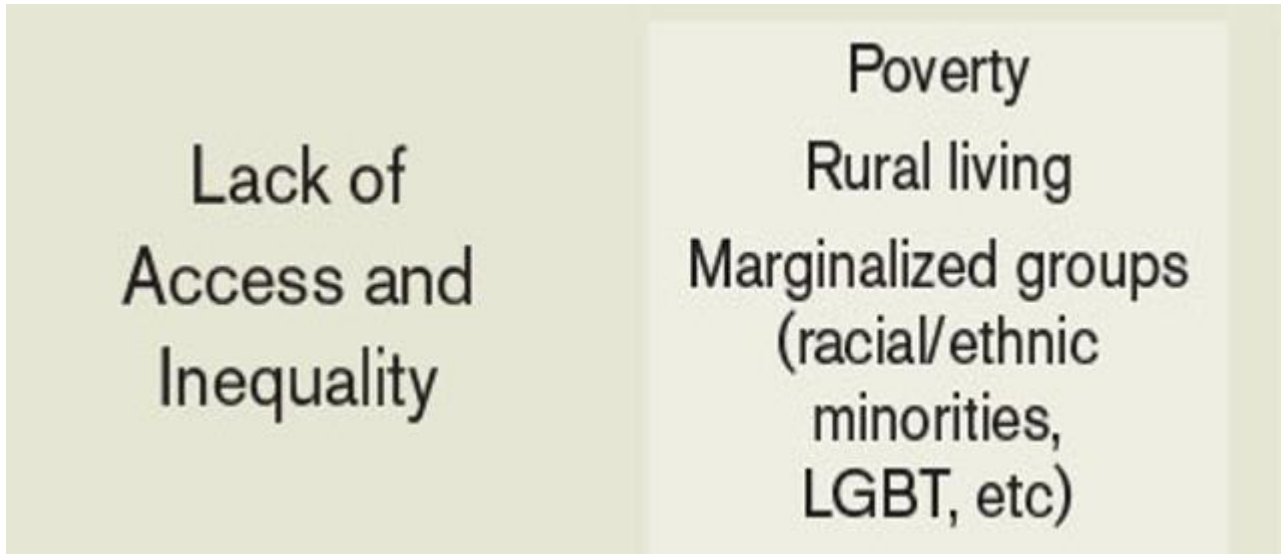 Lack of
Access and
Inequality
Poverty
Rural living
Marginalized groups
(racial/ethnic
minorities,
LGBT, etc)